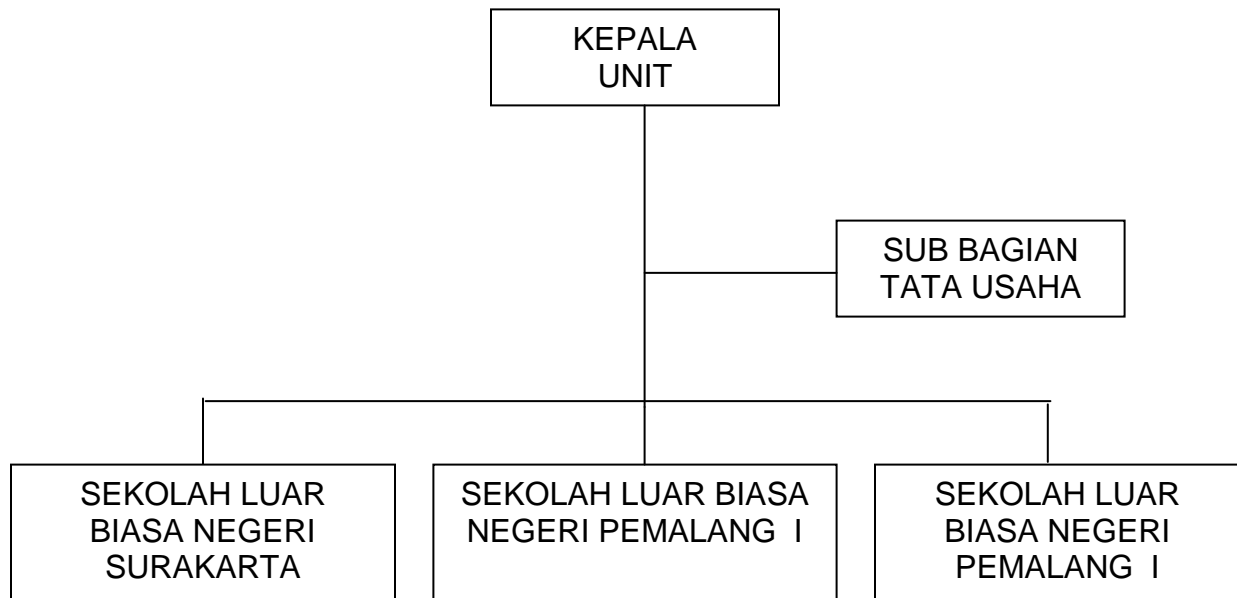 KEPALA
UNIT
SUB BAGIAN
TATA USAHA
SEKOLAH LUAR
BIASA NEGERI
SURAKARTA
SEKOLAH LUAR BIASA
NEGERI PEMALANG I
SEKOLAH LUAR
BIASA NEGERI
PEMALANG I